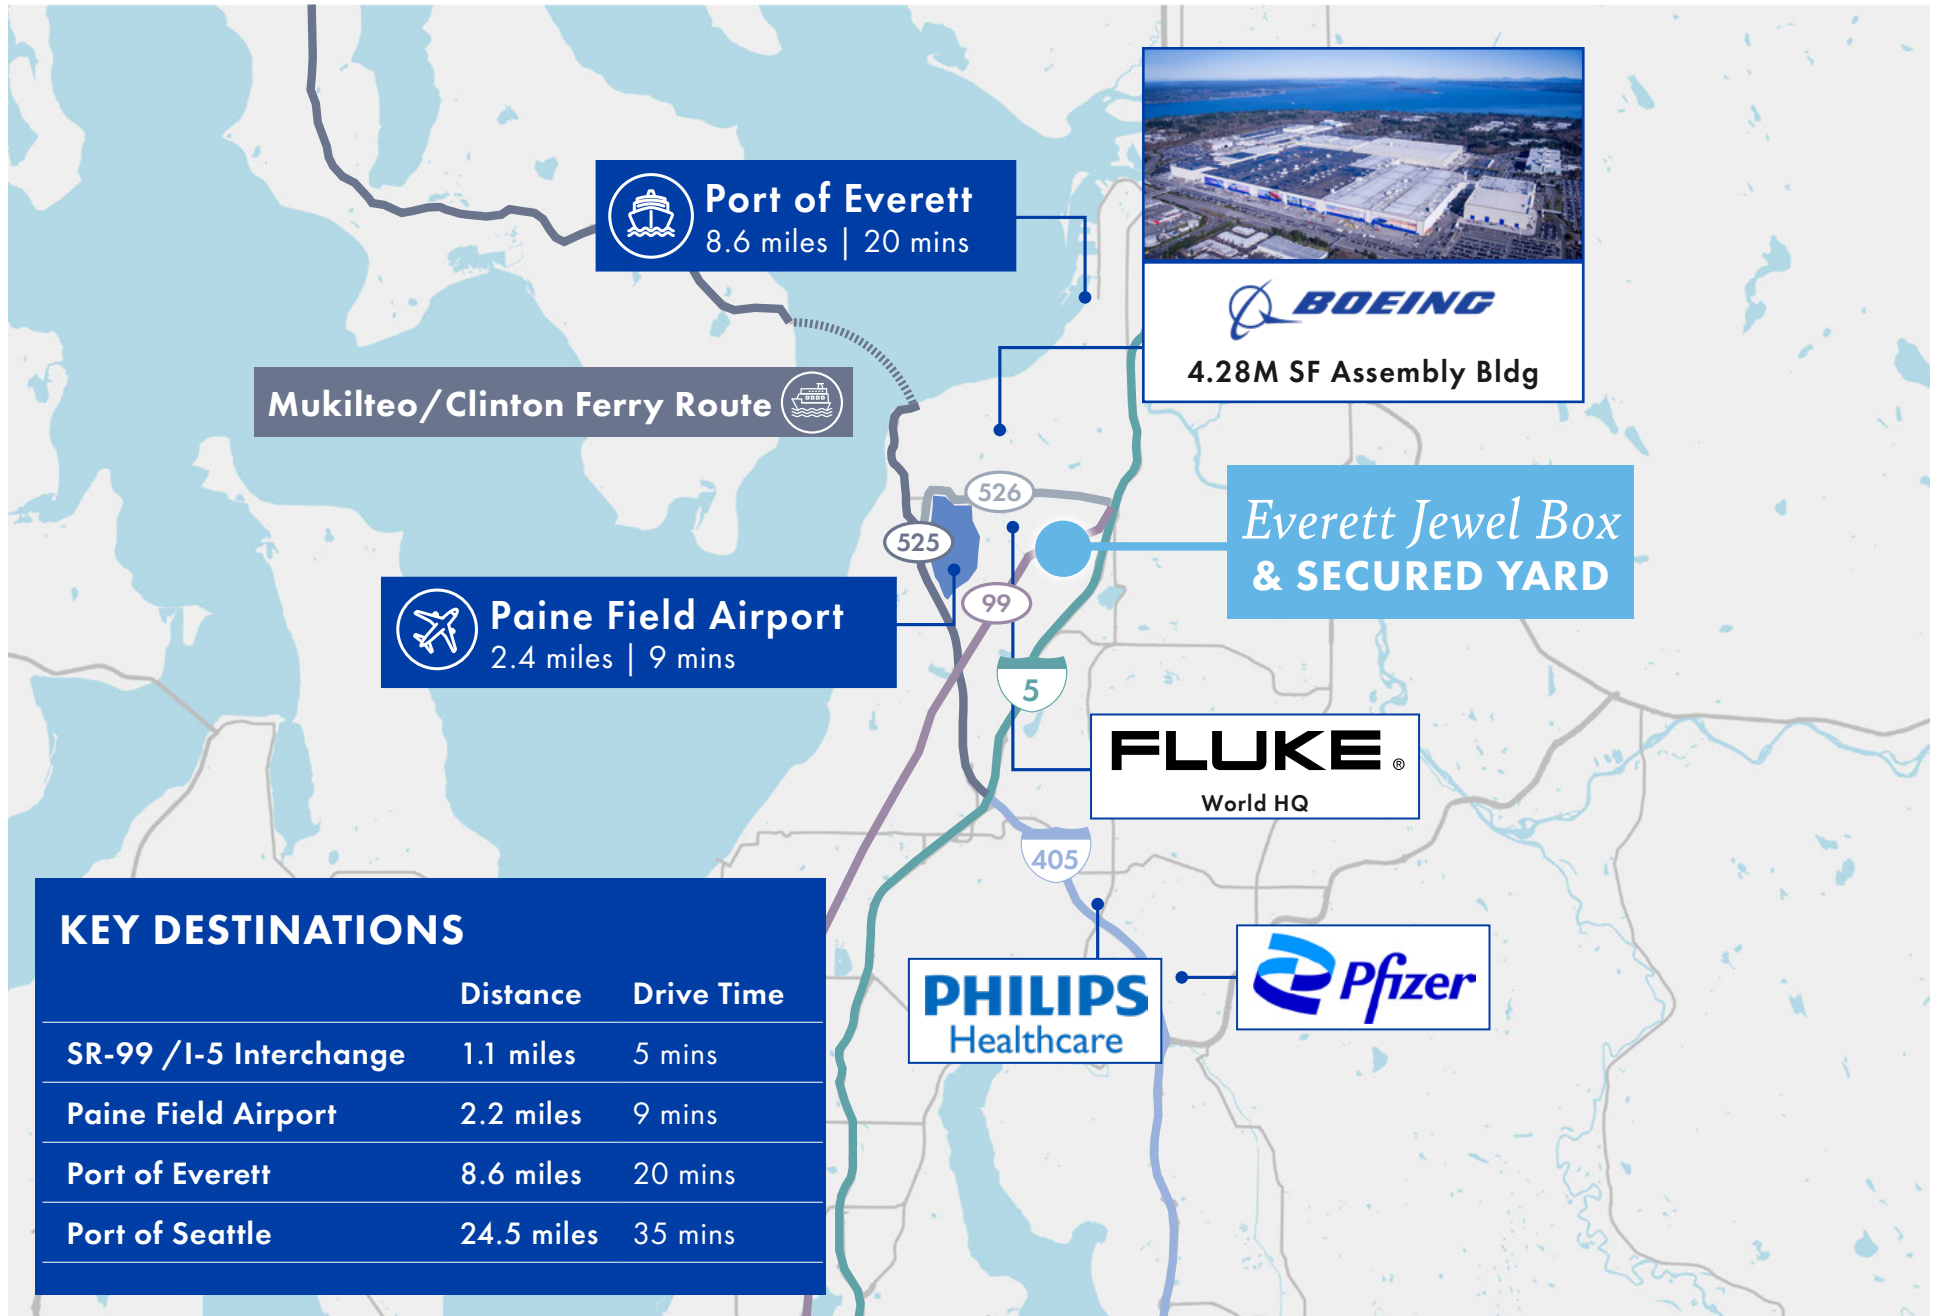 Port of Everett
8.6 miles | 20 mins
BOEING
4.28M SF Assembly Bldg
Mukilteo/Clinton Ferry Route
526
525
Everett Jewel Box
& SECURED YARD
Paine Field Airport
2.4 miles | 9 mins
99
5
FLUKE®
World HQ
405
PHILIPS
Healthcare
Pfizer
KEY DESTINATIONS
Distance Drive Time
SR-99 /I-5 Interchange 1.1 miles 5 mins
Paine Field Airport 2.2 miles 9 mins
Port of Everett 8.6 miles 20 mins
Port of Seattle 24.5 miles 35 mins